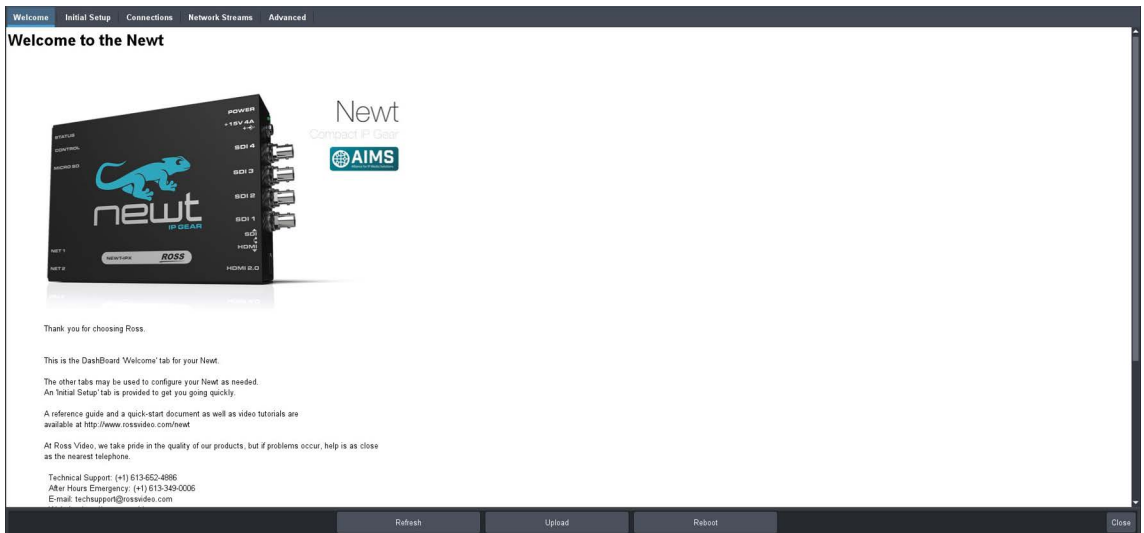 Welcome Initial Setup Connections Network Streams Advanced
Welcome to the Newt
POWER
+15V 4A
STATUS
CONTROL
MICRO SD
SDI 4
SDI 3
SDI 2
SDI 1
SDI
HDMI
HDMI 2.0
newt
IP GEAR
NET 1
NET 2
NEWT-IPX ROSS
Newt
Compact IP Gear
AIMS
Thank you for choosing Ross.
This is the DashBoard 'Welcome' tab for your Newt.
The other tabs may be used to configure your Newt as needed.
An 'Initial Setup' tab is provided to get you going quickly.
A reference guide and a quick-start document as well as video tutorials are
available at http://www.rossvideo.com/newt
At Ross Video, we take pride in the quality of our products, but if problems occur, help is as close
as the nearest telephone.
Technical Support: (+1) 613-652-4886
After Hours Emergency: (+1) 613-349-0006
E-mail: techsupport@rossvideo.com
Refresh Upload Reboot Close